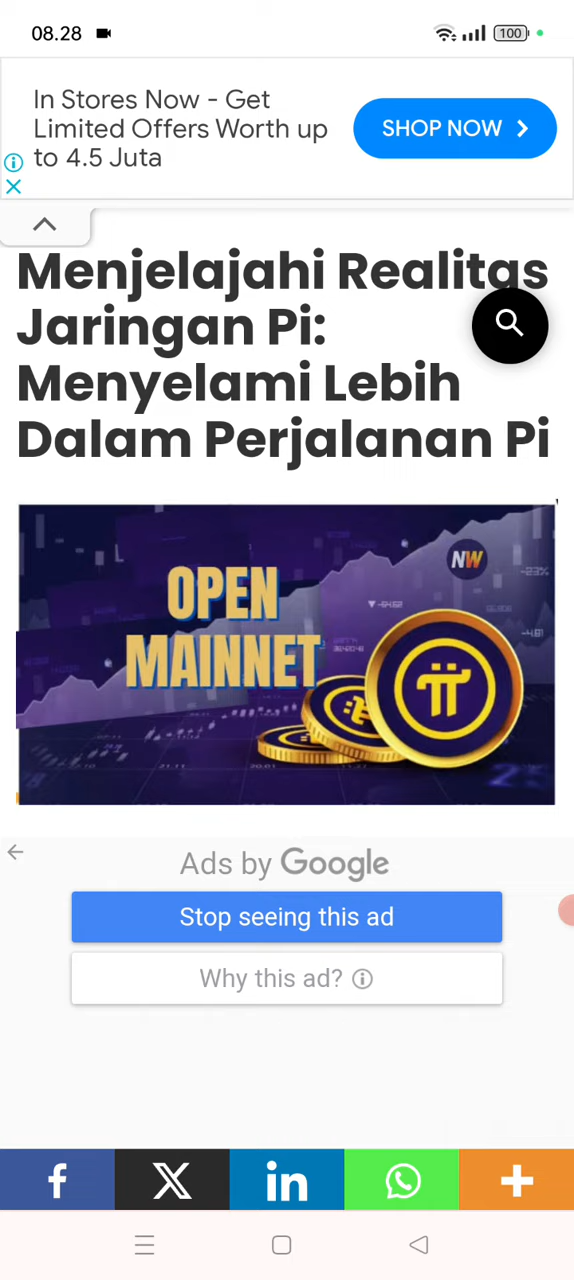 08.28
100
In Stores Now - Get
Limited Offers Worth up
to 4.5 Juta
SHOP NOW
Menjelajahi Realitas
Jaringan Pi:
Menyelami Lebih
Dalam Perjalanan Pi
NW
OPEN
MAINNET
-23%
Ads by Google
Stop seeing this ad
Why this ad?
f
X
in